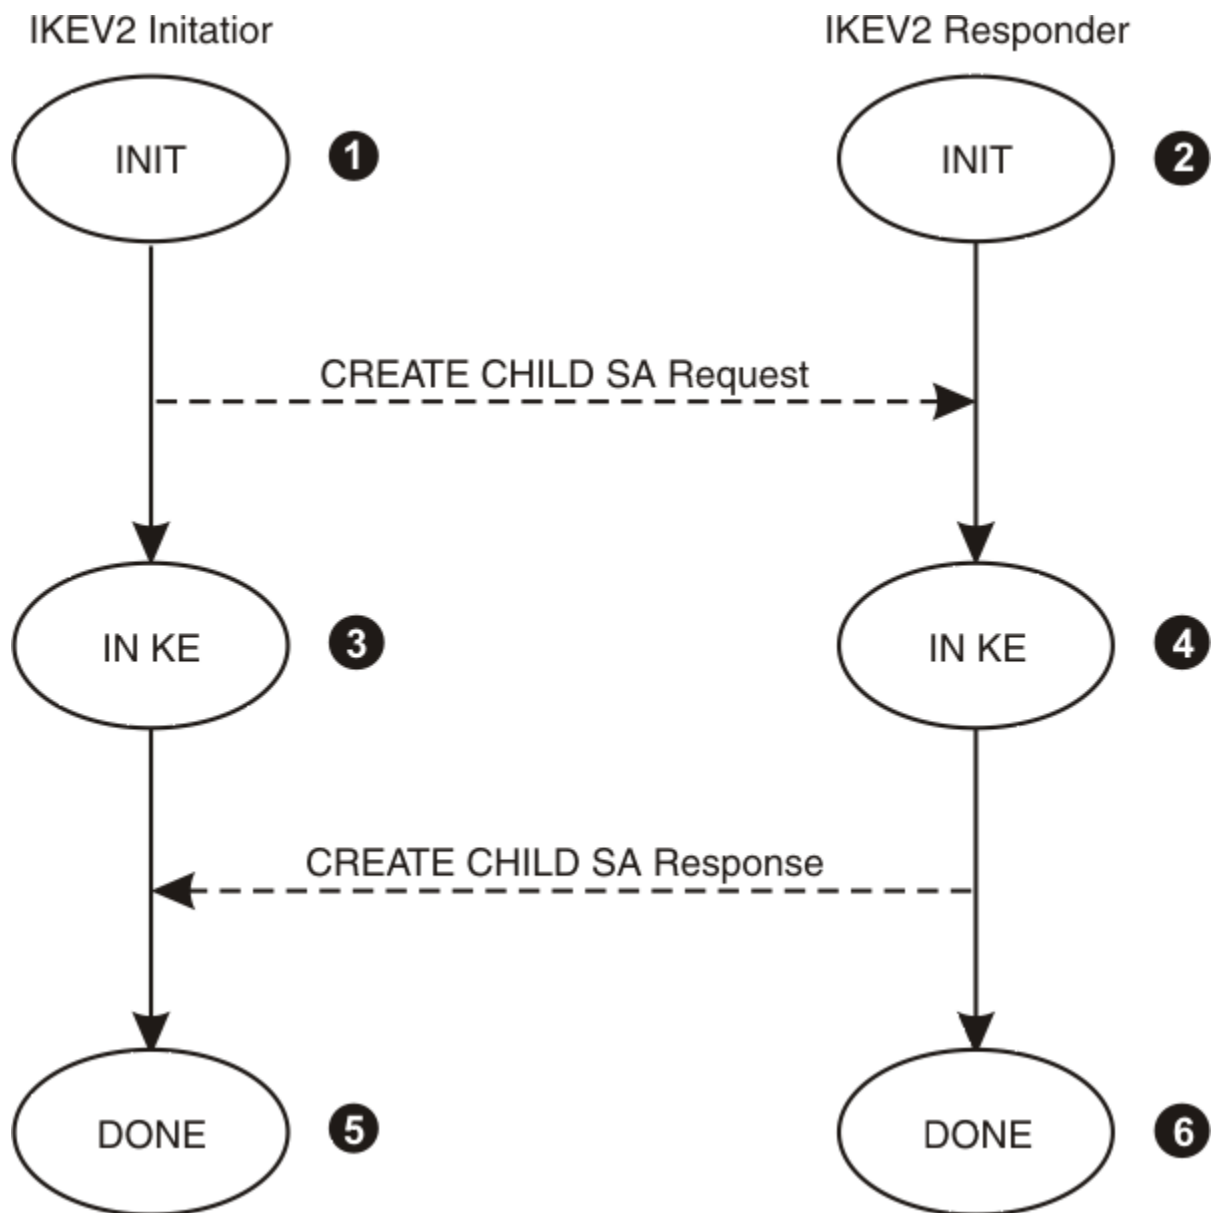 IKEV2 Initatior
IKEV2 Responder
INIT
1
INIT
2
CREATE CHILD SA Request
IN KE
3
IN KE
4
CREATE CHILD SA Response
DONE
5
DONE
6